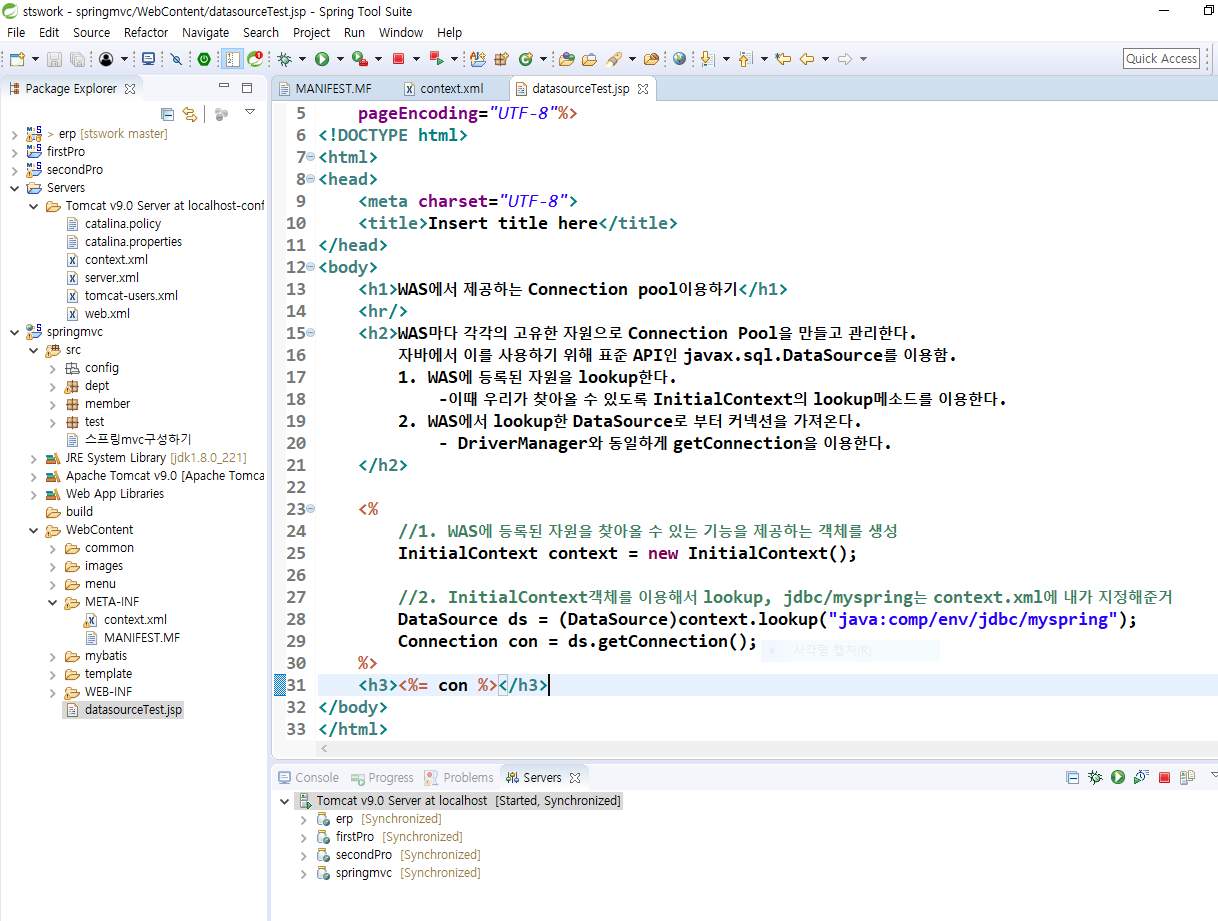 stswork - springmvc/WebContent/datasourceTest.jsp - Spring Tool Suite
File Edit Source Refactor Navigate Search Project Run Window Help
Quick Access
Package Explorer
> erp [stswork master]
firstPro
secondPro
Servers
Tomcat v9.0 Server at localhost-conf
catalina.policy
catalina.properties
context.xml
server.xml
tomcat-users.xml
web.xml
springmvc
src
config
dept
member
test
스프링mvc구성하기
JRE System Library [jdk1.8.0_221]
Apache Tomcat v9.0 [Apache Tomca
Web App Libraries
build
WebContent
common
images
menu
META-INF
context.xml
MANIFEST.MF
mybatis
template
WEB-INF
datasourceTest.jsp
MANIFEST.MF context.xml datasourceTest.jsp
5 pageEncoding="UTF-8"%>
6 <!DOCTYPE html>
7 <html>
8 <head>
9 <meta charset="UTF-8">
10 <title>Insert title here</title>
11 </head>
12 <body>
13 <h1>WAS에서 제공하는 Connection pool이용하기</h1>
14 <hr/>
15 <h2>WAS마다 각각의 고유한 자원으로 Connection Pool을 만들고 관리한다.
16 자바에서 이를 사용하기 위해 표준 API인 javax.sql.DataSource를 이용함.
17 1. WAS에 등록된 자원을 lookup한다.
18 -이때 우리가 찾아올 수 있도록 InitialContext의 lookup메소드를 이용한다.
19 2. WAS에서 lookup한 DataSource로 부터 커넥션을 가져온다.
20 - DriverManager와 동일하게 getConnection을 이용한다.
21 </h2>
22
23 <%
24 //1. WAS에 등록된 자원을 찾아올 수 있는 기능을 제공하는 객체를 생성
25 InitialContext context = new InitialContext();
26
27 //2. InitialContext객체를 이용해서 lookup, jdbc/myspring는 context.xml에 내가 지정해준거
28 DataSource ds = (DataSource)context.lookup("java:comp/env/jdbc/myspring");
29 Connection con = ds.getConnection();
사각형 캡처(R)
30 %>
31 <h3><%= con %></h3>
32 </body>
33 </html>
Console Progress Problems Servers
Tomcat v9.0 Server at localhost [Started, Synchronized]
erp [Synchronized]
firstPro [Synchronized]
secondPro [Synchronized]
springmvc [Synchronized]